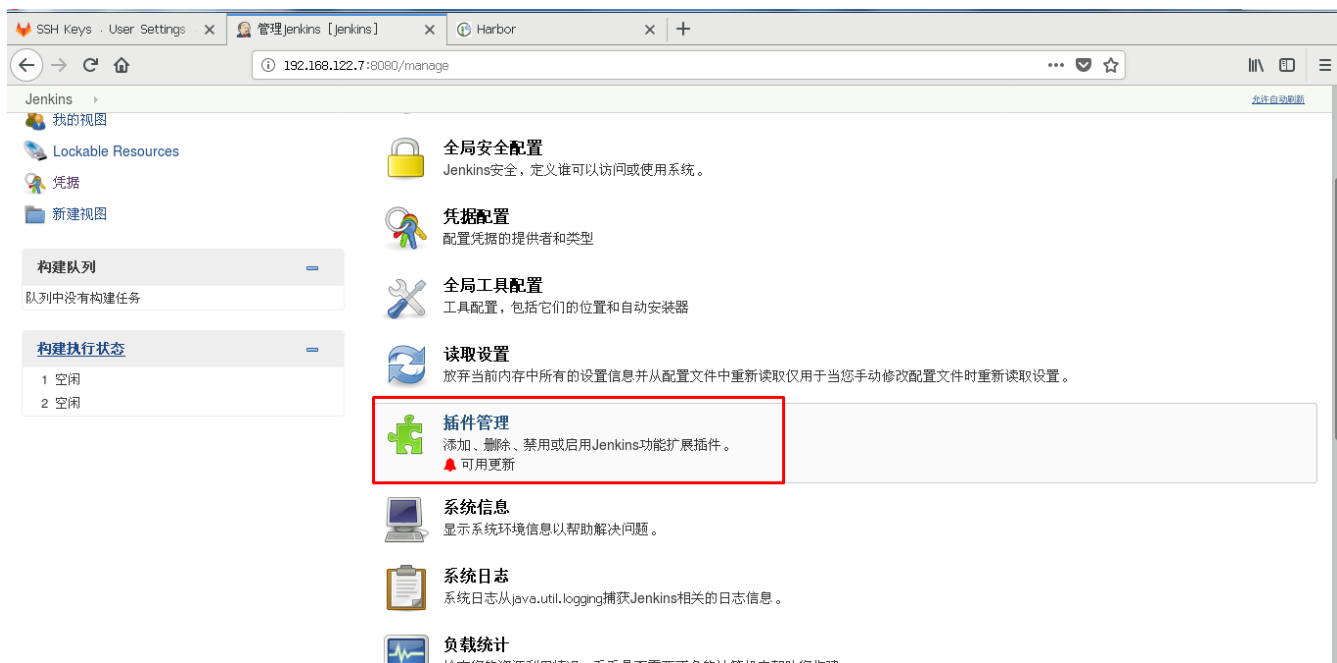 SSH Keys · User Settings
管理Jenkins [Jenkins]
Harbor
192.168.122.7:8080/manage
Jenkins
允许自动刷新
我的视图
Lockable Resources
凭据
新建视图
构建队列
队列中没有构建任务
构建执行状态
1 空闲
2 空闲
全局安全配置
Jenkins安全，定义谁可以访问或使用系统。
凭据配置
配置凭据的提供者和类型
全局工具配置
工具配置，包括它们的位置和自动安装器
读取设置
放弃当前内存中所有的设置信息并从配置文件中重新读取仅用于当您手动修改配置文件时重新读取设置。
插件管理
添加、删除、禁用或启用Jenkins功能扩展插件。
可用更新
系统信息
显示系统环境信息以帮助解决问题。
系统日志
系统日志从java.util.logging捕获Jenkins相关的日志信息。
负载统计